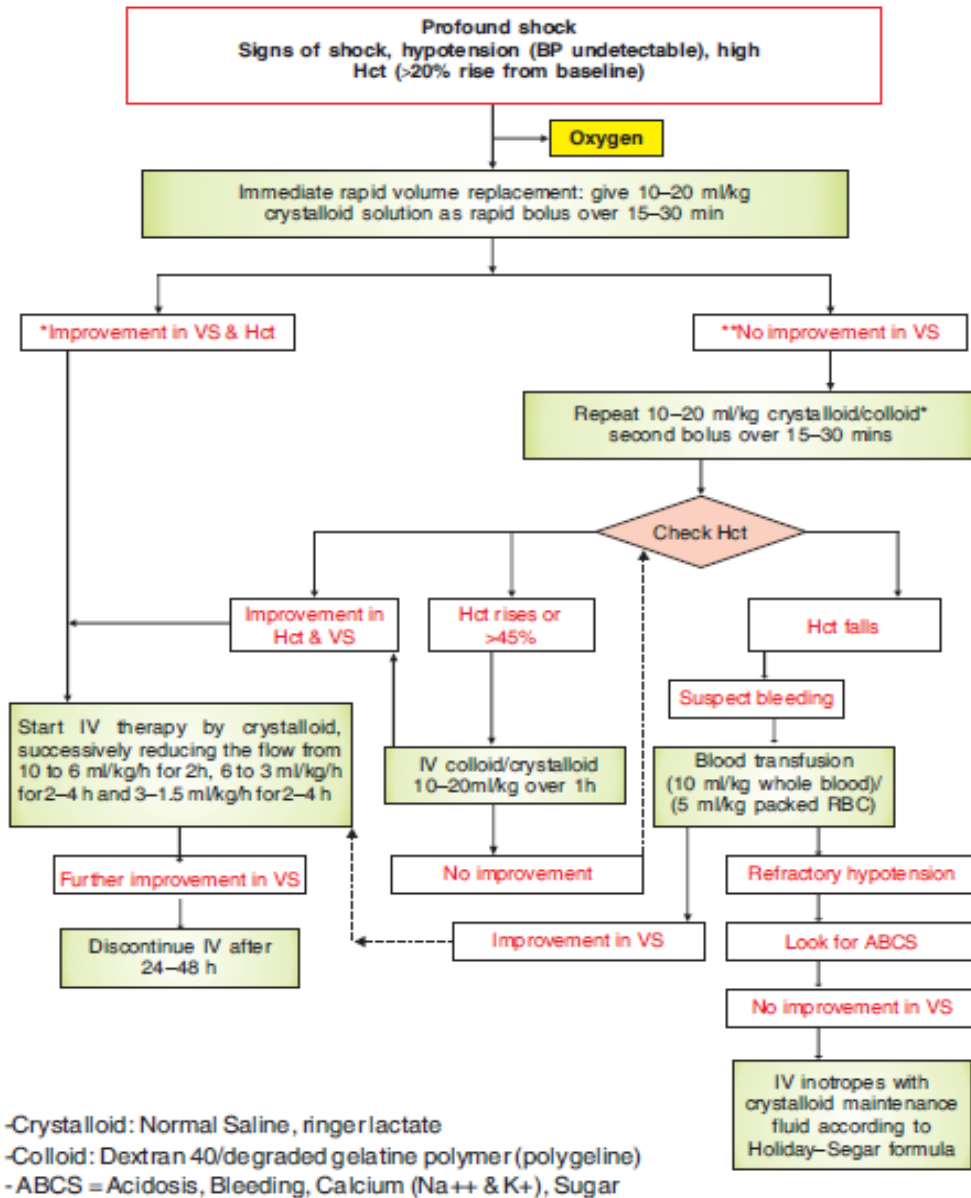 Profound shock
Signs of shock, hypotension (BP undetectable), high
Hct (>20% rise from baseline)
Oxygen
Immediate rapid volume replacement: give 10–20 ml/kg
crystalloid solution as rapid bolus over 15–30 min
*Improvement in VS & Hct
**No improvement in VS
Repeat 10–20 ml/kg crystalloid/colloid*
second bolus over 15–30 mins
Check Hct
Improvement in
Hct & VS
Hct rises or
>45%
Hct falls
Suspect bleeding
Start IV therapy by crystalloid,
successively reducing the flow from
10 to 6 ml/kg/h for 2h, 6 to 3 ml/kg/h
for 2–4 h and 3–1.5 ml/kg/h for 2–4 h
IV colloid/crystalloid
10–20ml/kg over 1h
Blood transfusion
(10 ml/kg whole blood)/
(5 ml/kg packed RBC)
Further improvement in VS
No improvement
Refractory hypotension
Discontinue IV after
24–48 h
Improvement in VS
Look for ABCS
No improvement in VS
IV inotropes with
crystalloid maintenance
fluid according to
Holiday–Segar formula
-Crystalloid: Normal Saline, ringer lactate
-Colloid: Dextran 40/degraded gelatine polymer (polygeline)
- ABCS = Acidosis, Bleeding, Calcium (Na++ & K+), Sugar